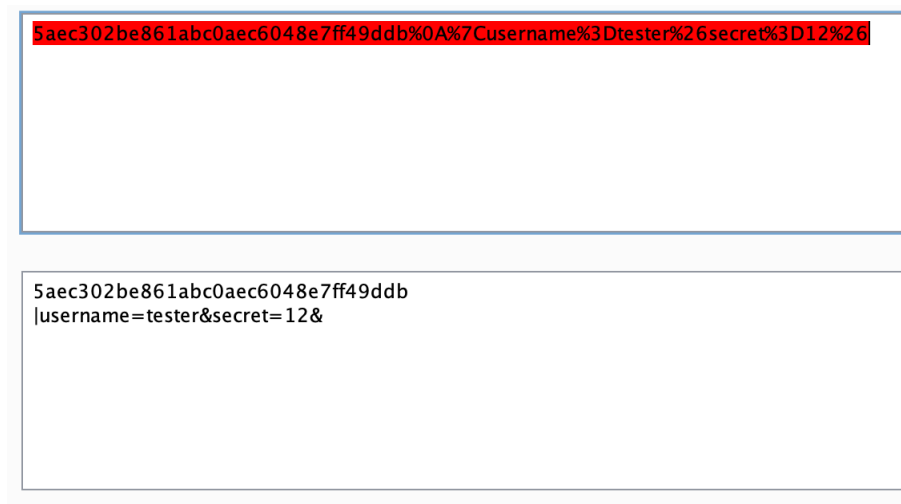 5aec302be861abc0aec6048e7ff49ddb%0A%7Cusername%3Dtester%26secret%3D12%26
5aec302be861abc0aec6048e7ff49ddb
|username=tester&secret=12&